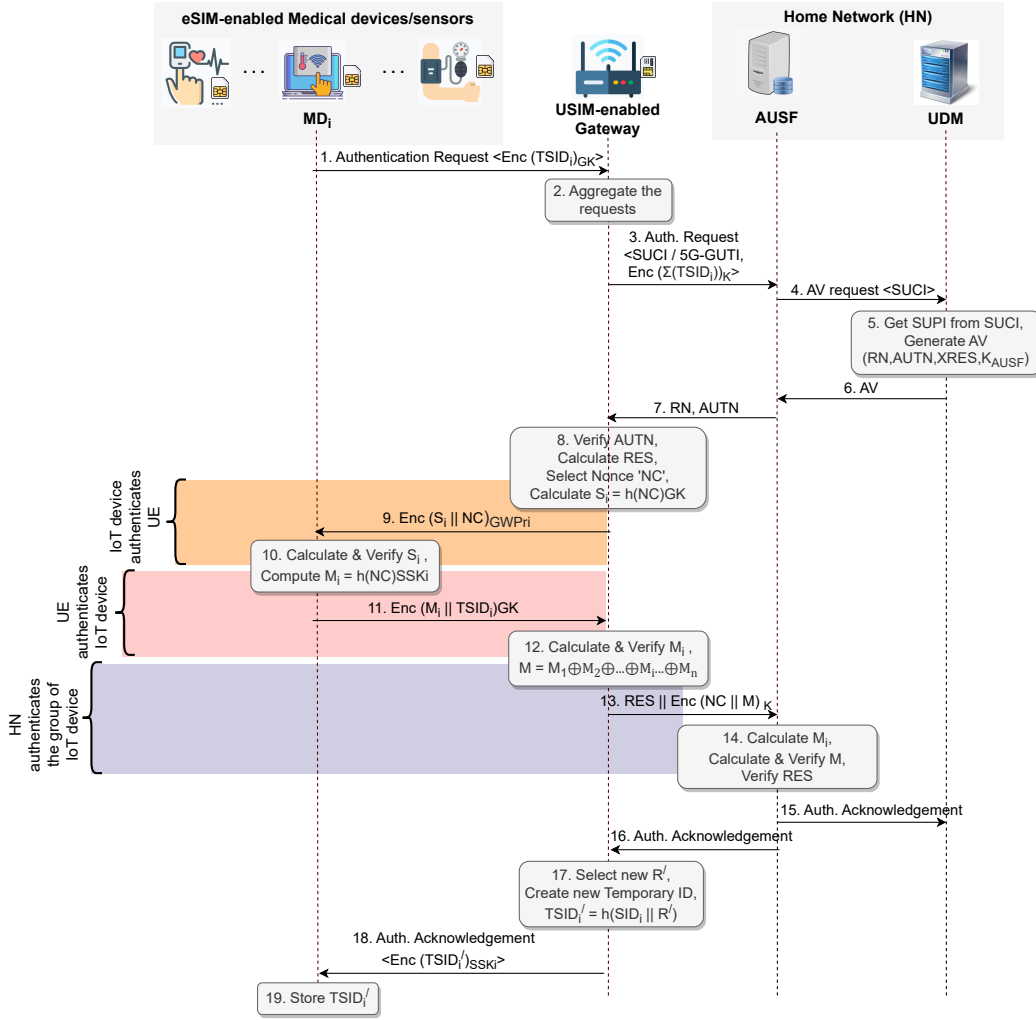 eSIM-enabled Medical devices/sensors
Home Network (HN)
...
...
MDi
USIM-enabled
Gateway
AUSF
UDM
1. Authentication Request <Enc (TSIDi)GK>
2. Aggregate the
requests
3. Auth. Request
<SUCI / 5G-GUTI,
Enc (Σ(TSIDi))K>
4. AV request <SUCI>
5. Get SUPI from SUCI,
Generate AV
(RN,AUTN,XRES,KAUSF)
6. AV
7. RN, AUTN
8. Verify AUTN,
Calculate RES,
Select Nonce 'NC',
Calculate Si = h(NC)GK
IoT device
authenticates
UE
9. Enc (Si || NC)GWPri
10. Calculate & Verify Si ,
Compute Mi = h(NC)SSKi
UE
authenticates
IoT device
11. Enc (Mi || TSIDi)GK
12. Calculate & Verify Mi ,
M = M1⊕M2⊕...⊕Mi...⊕Mn
HN
authenticates
the group of
IoT device
13. RES || Enc (NC || M) K
14. Calculate Mi,
Calculate & Verify M,
Verify RES
15. Auth. Acknowledgement
16. Auth. Acknowledgement
17. Select new R/,
Create new Temporary ID,
TSIDi/ = h(SIDi || R/)
18. Auth. Acknowledgement
<Enc (TSIDi/)SSKi>
19. Store TSIDi/